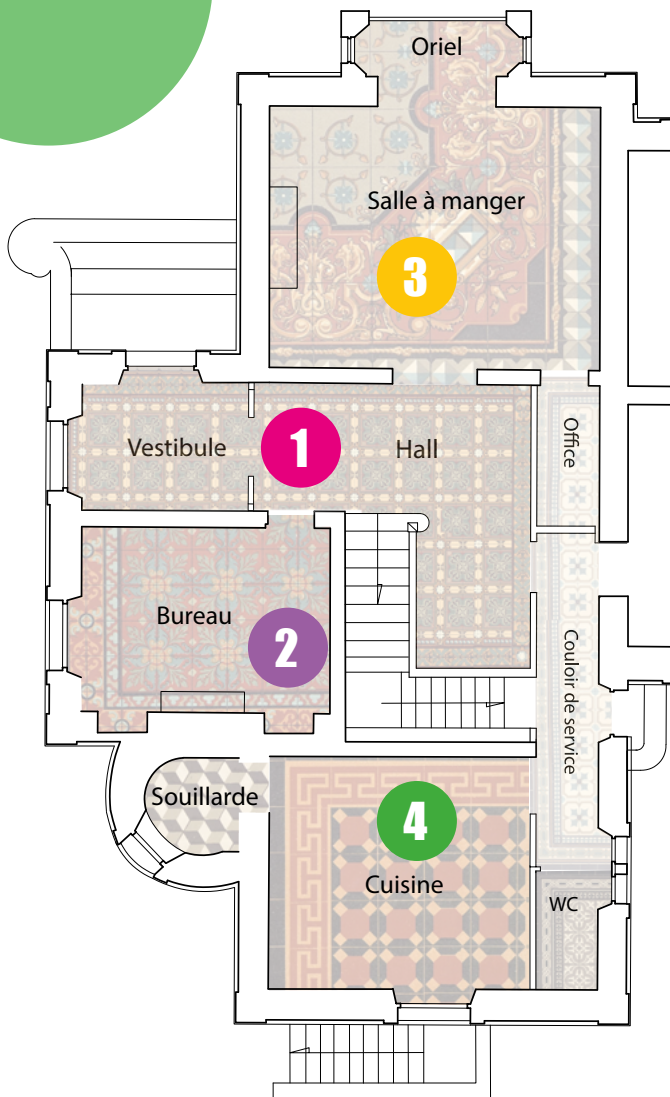 Oriel
Salle à manger
3
Vestibule
1
Hall
Office
Bureau
2
Couloir de service
Souillarde
4
Cuisine
WC